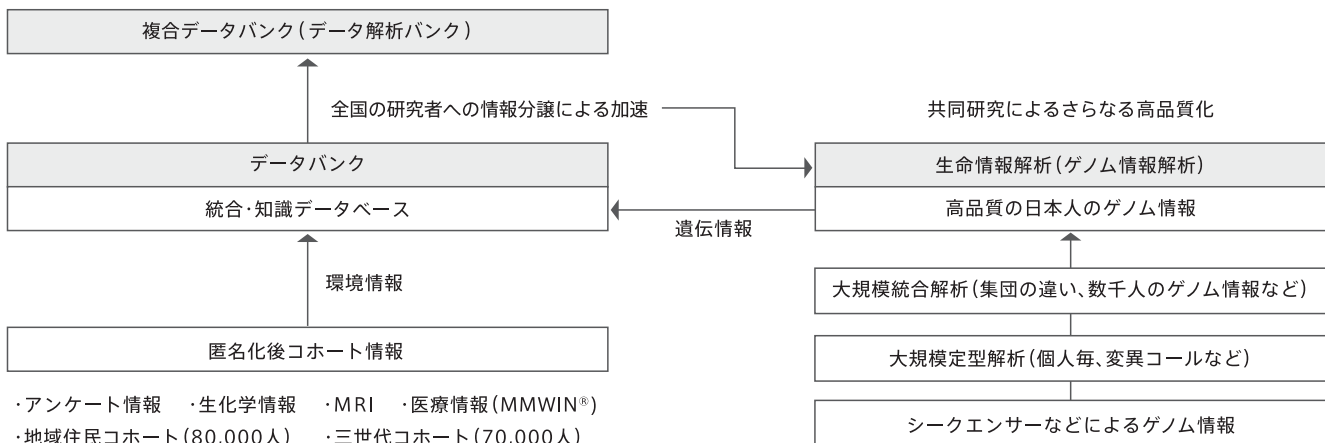 複合データバンク(データ解析バンク)
全国の研究者への情報分譲による加速
共同研究によるさらなる高品質化
データバンク
生命情報解析(ゲノム情報解析)
統合・知識データベース
高品質の日本人のゲノム情報
遺伝情報
環境情報
大規模統合解析(集団の違い、数千人のゲノム情報など)
匿名化後コホート情報
大規模定型解析(個人毎、変異コールなど)
・アンケート情報 ・生化学情報 ・MRI ・医療情報(MMWIN®)
・地域住民コホート(80,000人) ・三世代コホート(70,000人)
シークエンサーなどによるゲノム情報